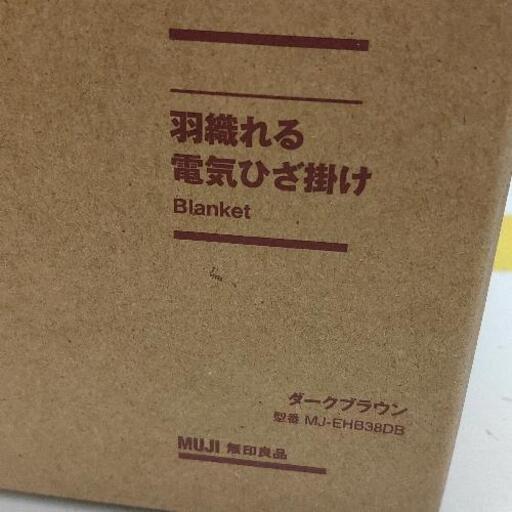 羽織れる
電気ひざ掛け
Blanket
ダークブラウン
型番 MJ-EHB38DB
MUJI 無印良品